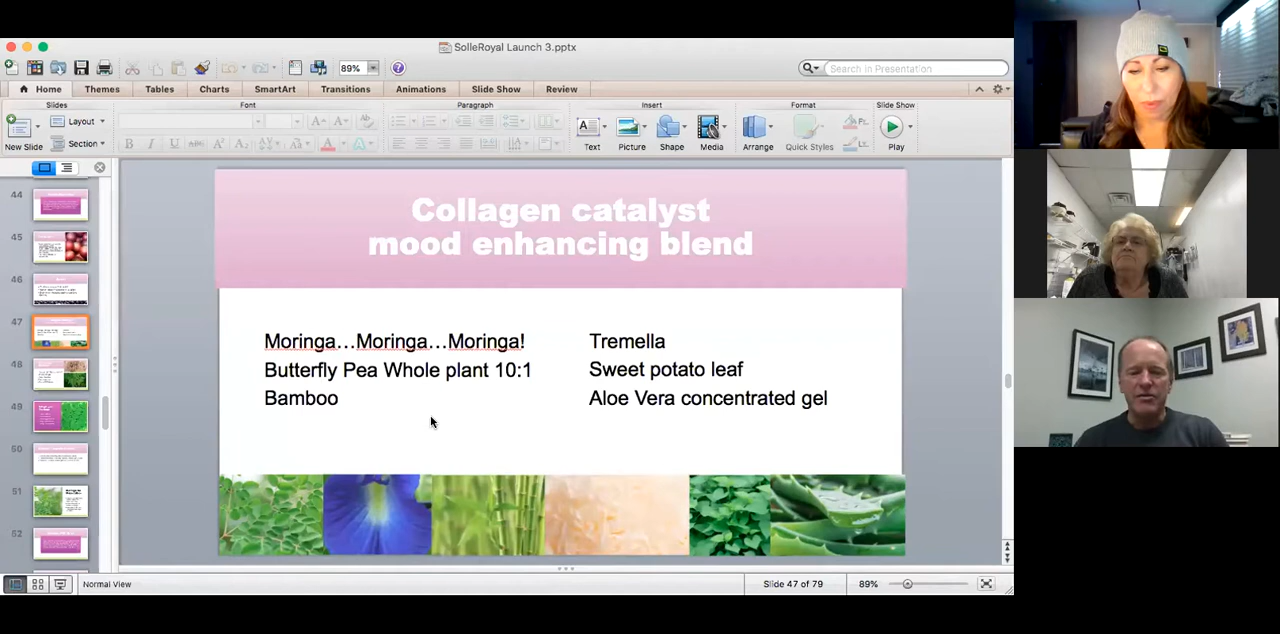 SolleRoyal Launch 3.pptx
89%
Search in Presentation
Home
Themes
Tables
Charts
SmartArt
Transitions
Animations
Slide Show
Review
Slides
Font
Paragraph
Insert
Format
Slide Show
New Slide
Layout
Section
B I U ABC A² A₂
Text
Picture
Shape
Media
Arrange
Quick Styles
Play
44
45
46
47
48
49
50
51
52
Collagen catalyst
mood enhancing blend
Moringa…Moringa…Moringa!
Butterfly Pea Whole plant 10:1
Bamboo
Tremella
Sweet potato leaf
Aloe Vera concentrated gel
Normal View
Slide 47 of 79
89%